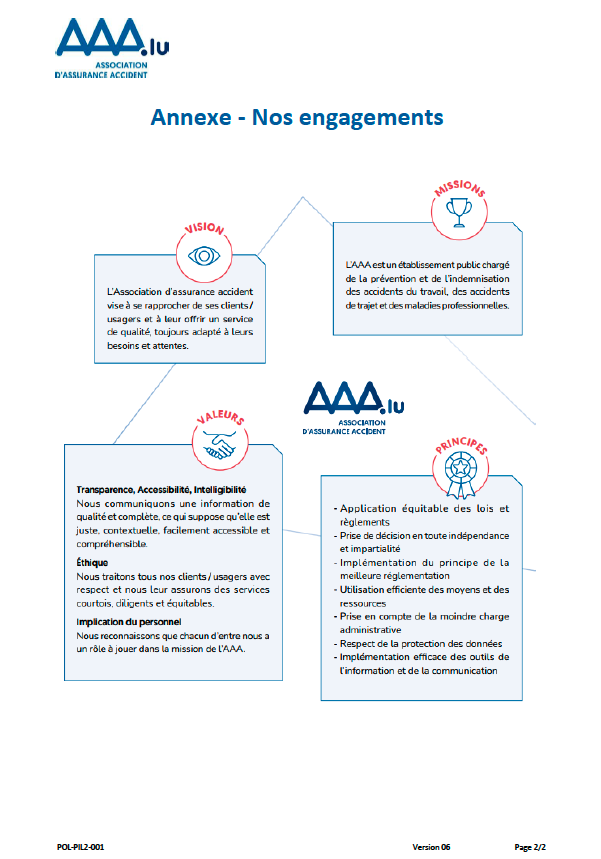 AAA.lu
ASSOCIATION
D'ASSURANCE ACCIDENT
Annexe - Nos engagements
VISION
L'Association d'assurance accident
vise à se rapprocher de ses clients /
usagers et à leur offrir un service
de qualité, toujours adapté à leurs
besoins et attentes.
MISSIONS
L'AAA est un établissement public chargé
de la prévention et de l'indemnisation
des accidents du travail, des accidents
de trajet et des maladies professionnelles.
AAA.lu
ASSOCIATION
D'ASSURANCE ACCIDENT
VALEURS
Transparence, Accessibilité, Intelligibilité
Nous communiquons une information de
qualité et complète, ce qui suppose qu'elle est
juste, contextuelle, facilement accessible et
compréhensible.
Éthique
Nous traitons tous nos clients / usagers avec
respect et nous leur assurons des services
courtois, diligents et équitables.
Implication du personnel
Nous reconnaissons que chacun d'entre nous a
un rôle à jouer dans la mission de l'AAA.
PRINCIPES
- Application équitable des lois et
règlements
- Prise de décision en toute indépendance
et impartialité
- Implémentation du principe de la
meilleure réglementation
- Utilisation efficiente des moyens et des
ressources
- Prise en compte de la moindre charge
administrative
- Respect de la protection des données
- Implémentation efficace des outils de
l'information et de la communication
POL-PIL2-001
Version 06
Page 2/2